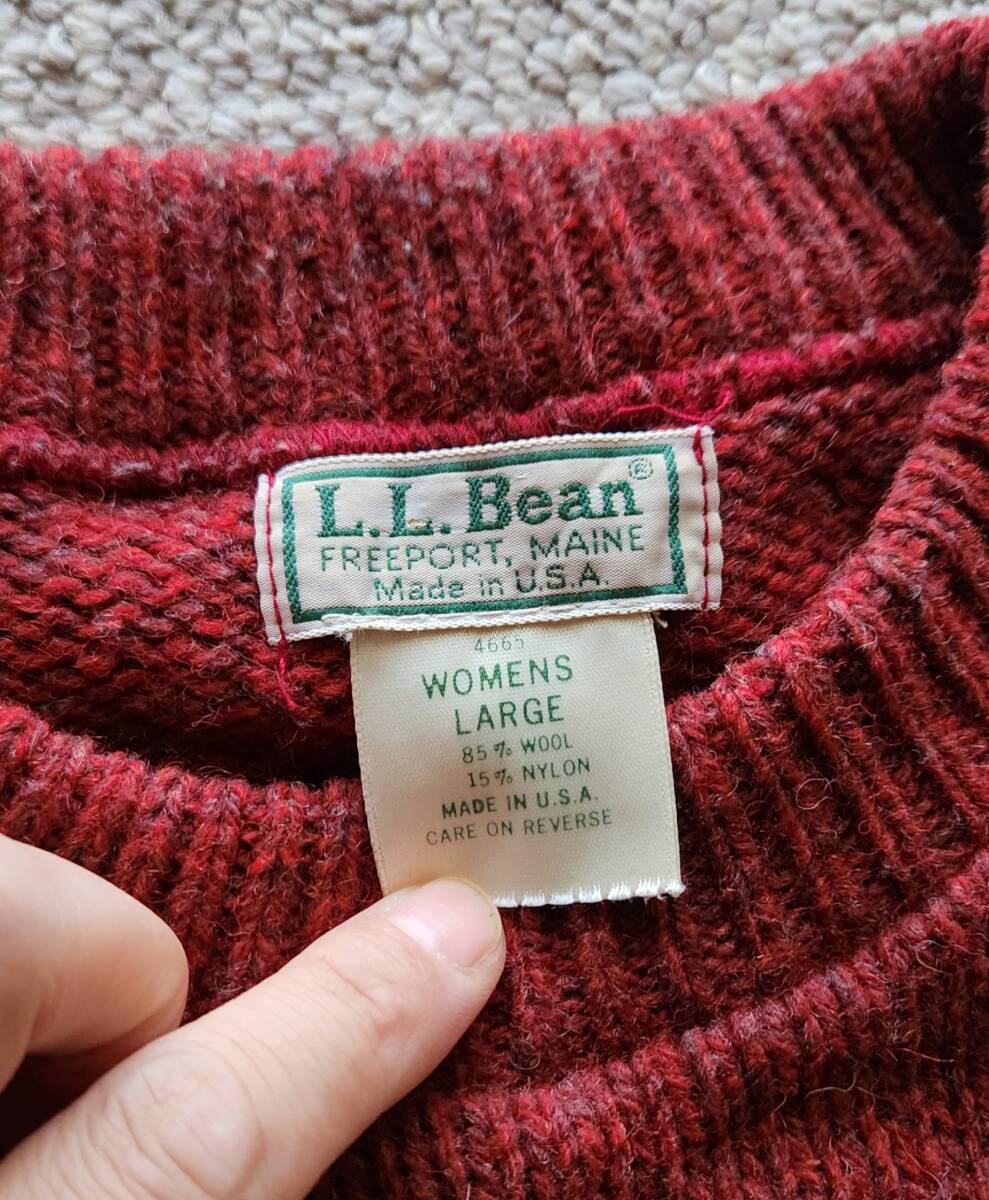 L.L.Bean®
FREEPORT, MAINE
Made in U.S.A.
4665
WOMENS
LARGE
85% WOOL
15% NYLON
MADE IN U.S.A.
CARE ON REVERSE